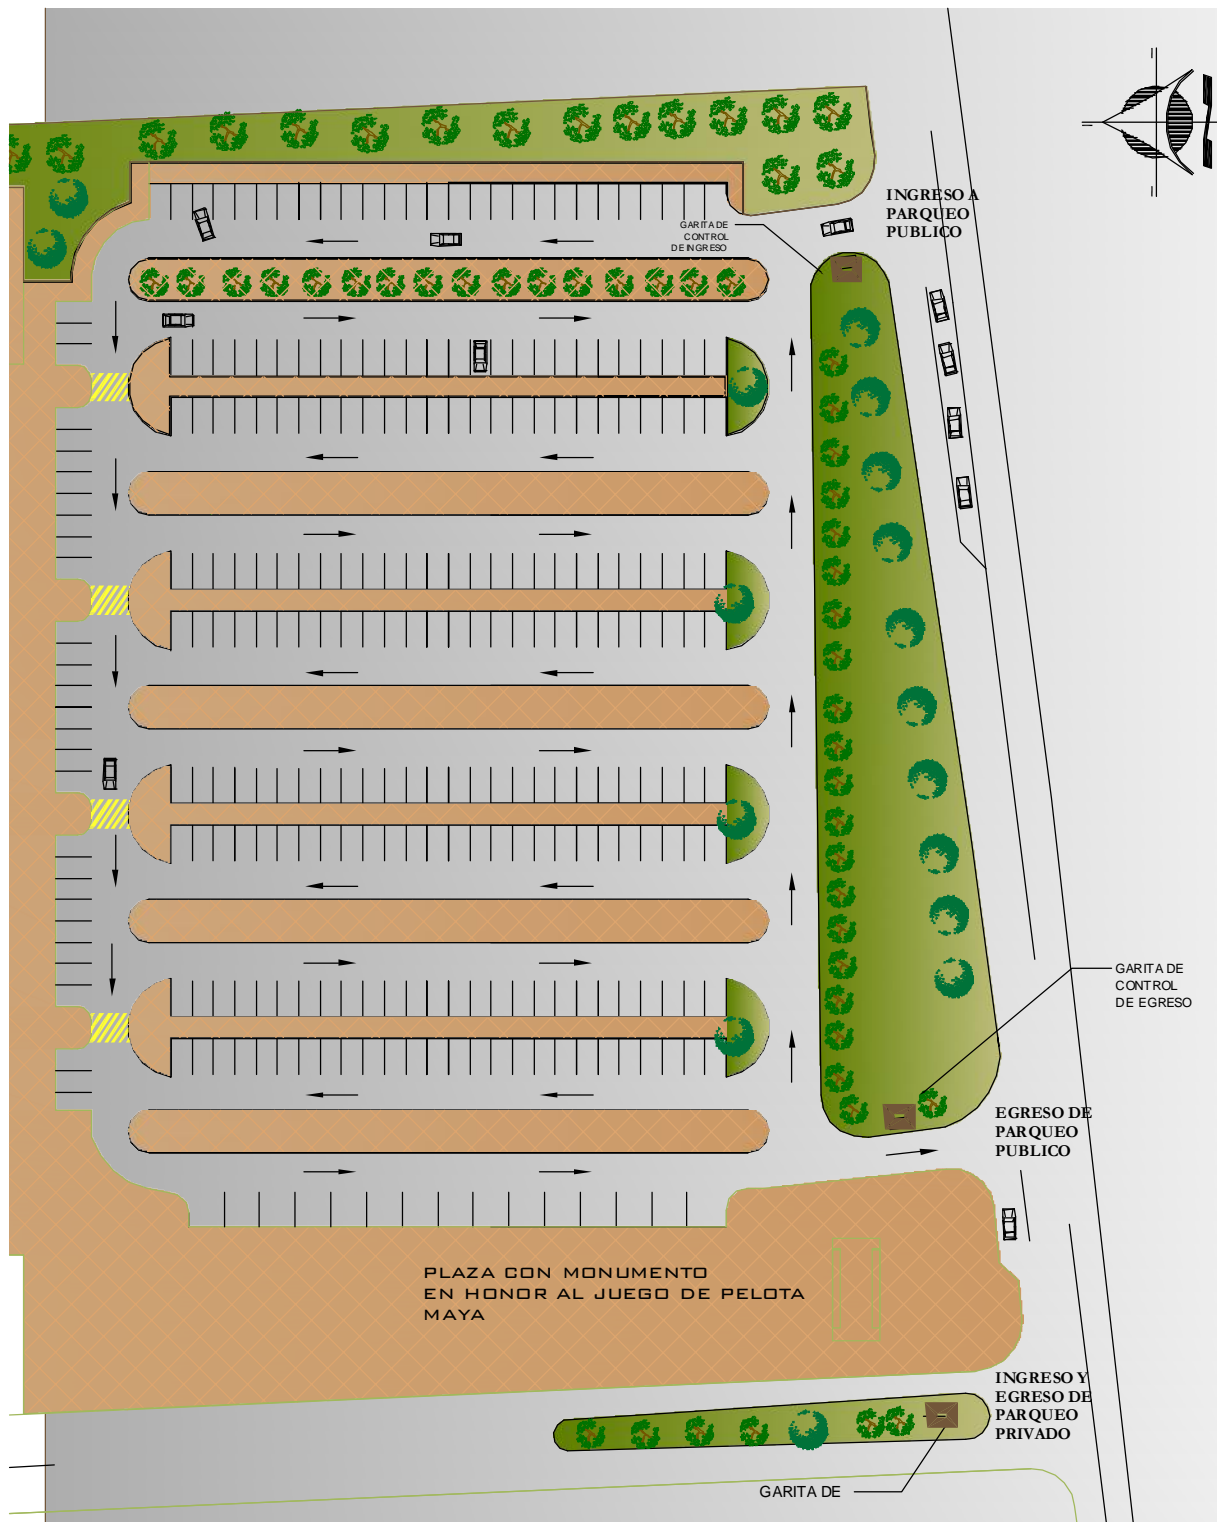 INGRESO A
PARQUEO
PUBLICO
GARITA DE
CONTROL
DE INGRESO
GARITA DE
CONTROL
DE EGRESO
EGRESO DE
PARQUEO
PUBLICO
PLAZA CON MONUMENTO
EN HONOR AL JUEGO DE PELOTA
MAYA
INGRESO Y
EGRESO DE
PARQUEO
PRIVADO
GARITA DE